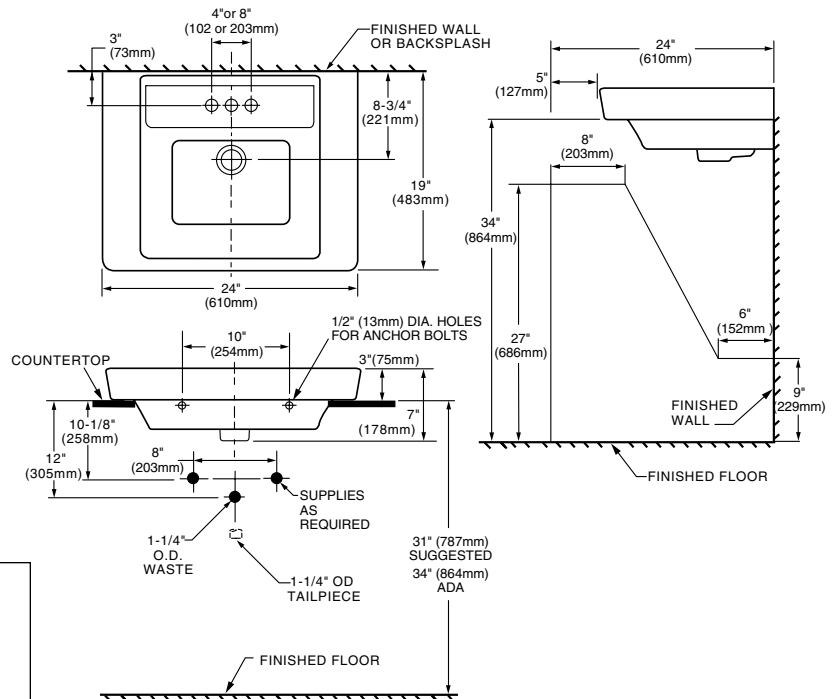 4"or 8"
(102 or 203mm)
3"
(73mm)
FINISHED WALL
OR BACKSPLASH
8-3/4"
(221mm)
19"
(483mm)
24"
(610mm)
24"
(610mm)
5"
(127mm)
8"
(203mm)
34"
(864mm)
27"
(686mm)
6"
(152mm
9"
(229mm)
FINISHED
WALL
FINISHED FLOOR
10"
(254mm)
1/2" (13mm) DIA. HOLES
FOR ANCHOR BOLTS
COUNTERTOP
3"(75mm)
7"
(178mm)
10-1/8"
(258mm)
12"
(305mm)
8"
(203mm)
SUPPLIES
AS
REQUIRED
1-1/4"
O.D.
WASTE
1-1/4" OD
TAILPIECE
31" (787mm)
SUGGESTED
34" (864mm)
ADA
FINISHED FLOOR